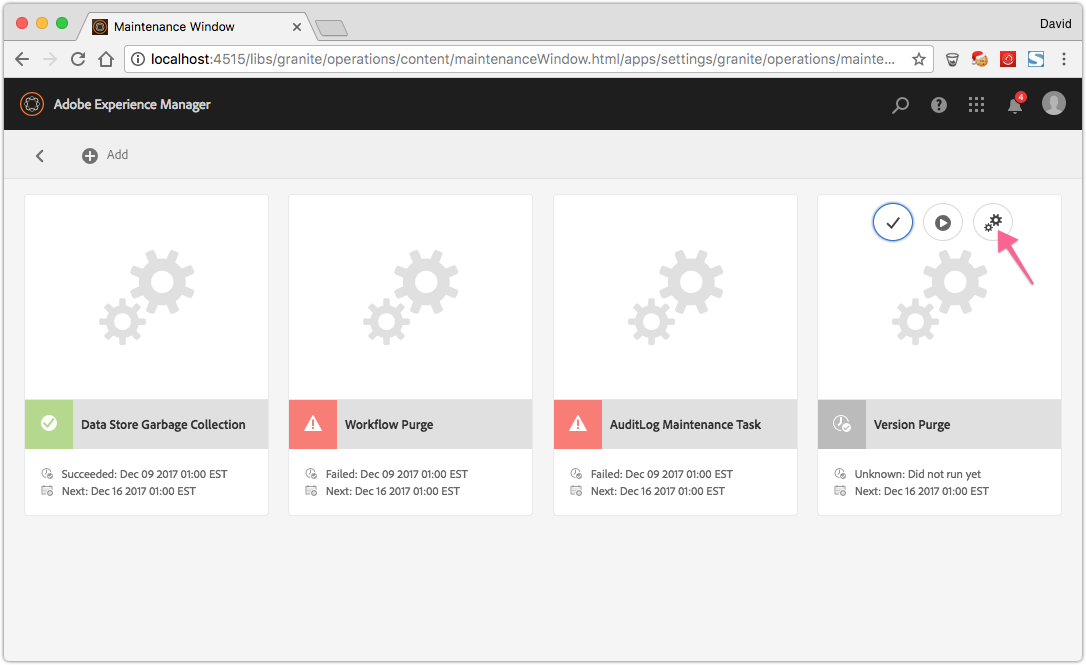 Maintenance Window
David
localhost:4515/libs/granite/operations/content/maintenanceWindow.html/apps/settings/granite/operations/mainte...
Adobe Experience Manager
4
Add
Data Store Garbage Collection
Succeeded: Dec 09 2017 01:00 EST
Next: Dec 16 2017 01:00 EST
Workflow Purge
Failed: Dec 09 2017 01:00 EST
Next: Dec 16 2017 01:00 EST
AuditLog Maintenance Task
Failed: Dec 09 2017 01:00 EST
Next: Dec 16 2017 01:00 EST
Version Purge
Unknown: Did not run yet
Next: Dec 16 2017 01:00 EST